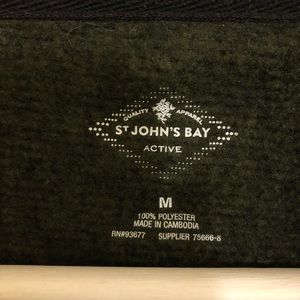 QUALITY APPAREL
ST JOHN'S BAY
ACTIVE
M
100% POLYESTER
MADE IN CAMBODIA
RN#93677 SUPPLIER 75666-8